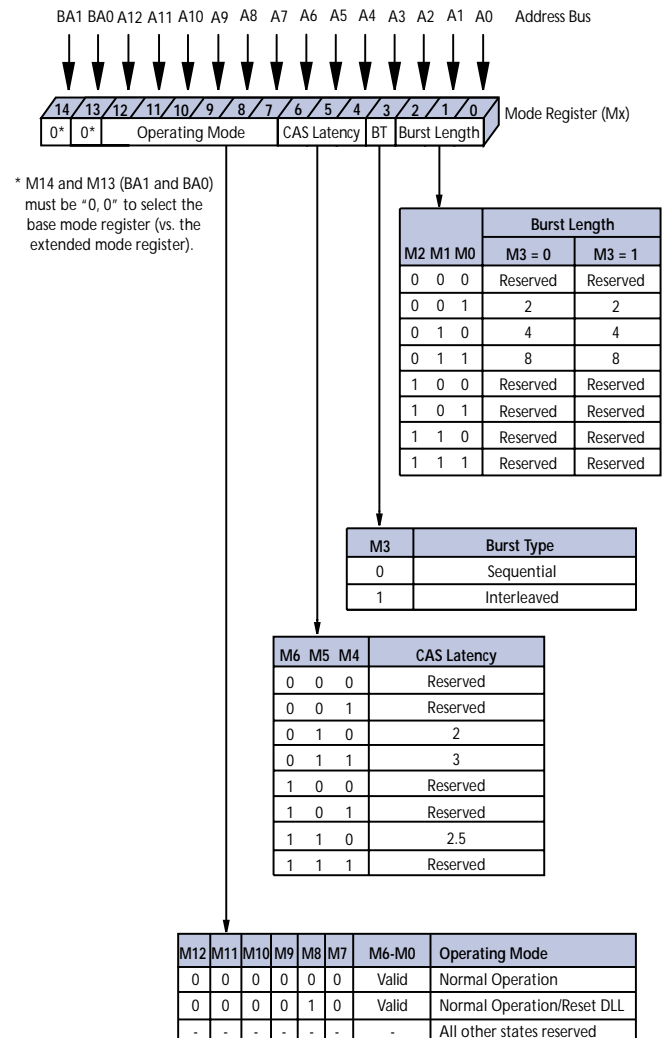 BA1 BA0 A12 A11 A10 A9 A8 A7 A6 A5 A4 A3 A2 A1 A0 Address Bus
14 13 12 11 10 9 8 7 6 5 4 3 2 1 0 Mode Register (Mx)
0* 0* Operating Mode CAS Latency BT Burst Length
* M14 and M13 (BA1 and BA0)
must be “0, 0” to select the
base mode register (vs. the
extended mode register).
Burst Length
M2 M1 M0 M3 = 0 M3 = 1
0 0 0 Reserved Reserved
0 0 1 2 2
0 1 0 4 4
0 1 1 8 8
1 0 0 Reserved Reserved
1 0 1 Reserved Reserved
1 1 0 Reserved Reserved
1 1 1 Reserved Reserved
M3 Burst Type
0 Sequential
1 Interleaved
M6 M5 M4 CAS Latency
0 0 0 Reserved
0 0 1 Reserved
0 1 0 2
0 1 1 3
1 0 0 Reserved
1 0 1 Reserved
1 1 0 2.5
1 1 1 Reserved
M12 M11 M10 M9 M8 M7 M6-M0 Operating Mode
0 0 0 0 0 0 Valid Normal Operation
0 0 0 0 1 0 Valid Normal Operation/Reset DLL
- - - - - - - All other states reserved